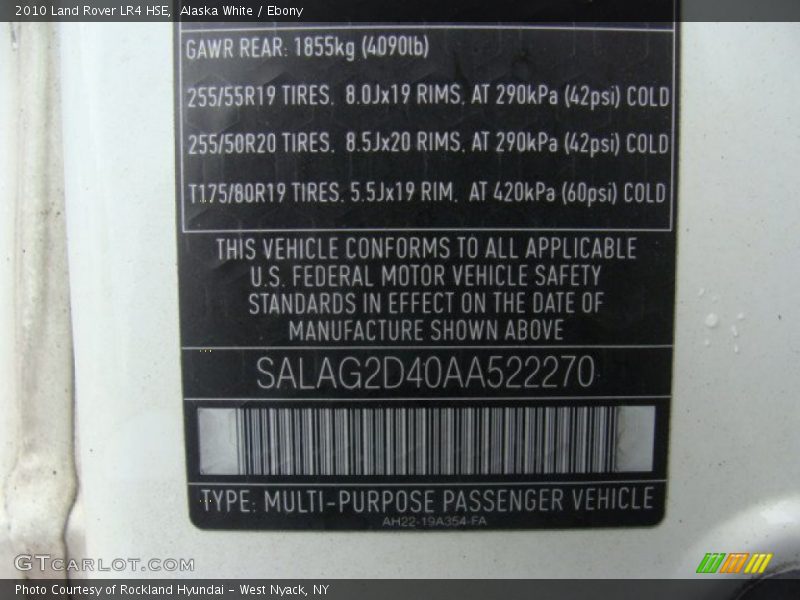 2010 Land Rover LR4 HSE, Alaska White / Ebony
GAWR REAR: 1855kg (4090lb)
255/55R19 TIRES. 8.0Jx19 RIMS. AT 290kPa (42psi) COLD
255/50R20 TIRES. 8.5Jx20 RIMS. AT 290kPa (42psi) COLD
T175/80R19 TIRES. 5.5Jx19 RIM. AT 420kPa (60psi) COLD
THIS VEHICLE CONFORMS TO ALL APPLICABLE
U.S. FEDERAL MOTOR VEHICLE SAFETY
STANDARDS IN EFFECT ON THE DATE OF
MANUFACTURE SHOWN ABOVE
SALAG2D40AA522270
TYPE: MULTI-PURPOSE PASSENGER VEHICLE
AH22-19A354-FA
GTCARLOT.COM
Photo Courtesy of Rockland Hyundai - West Nyack, NY